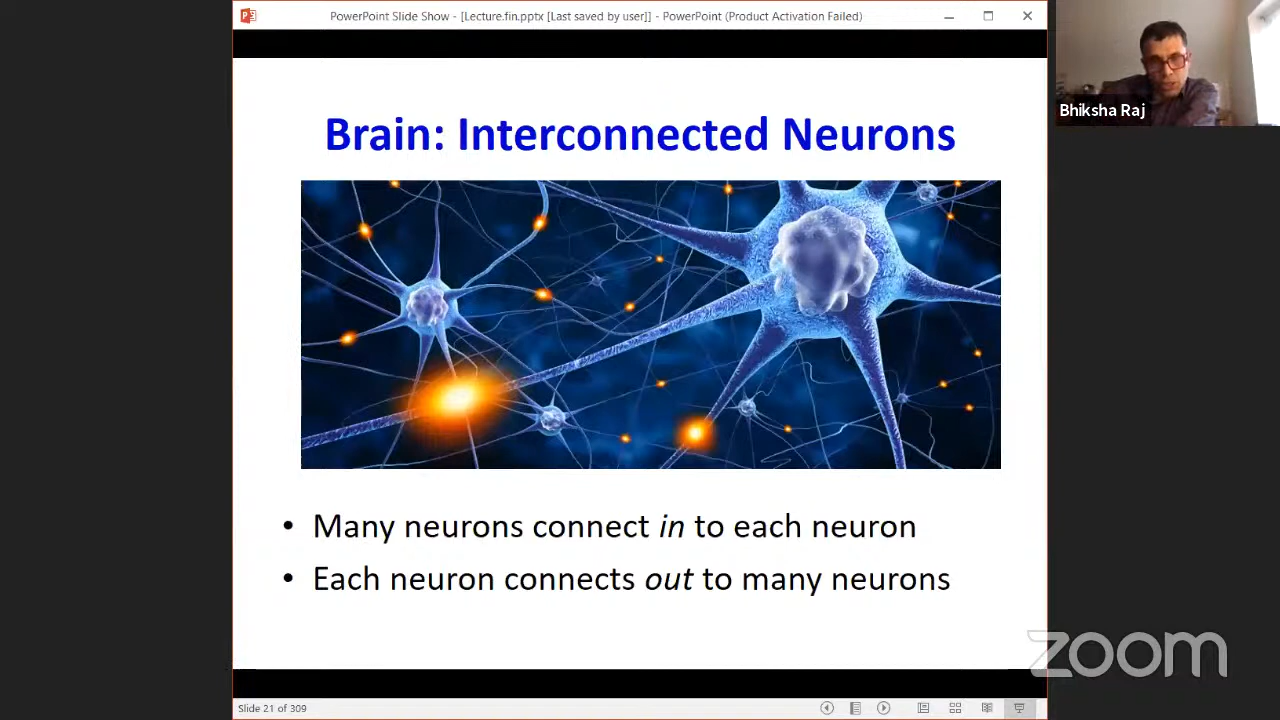 PowerPoint Slide Show - [Lecture.fin.pptx [Last saved by user]] - PowerPoint (Product Activation Failed)
Bhiksha Raj
Brain: Interconnected Neurons
• Many neurons connect in to each neuron
• Each neuron connects out to many neurons
zoom
Slide 21 of 309